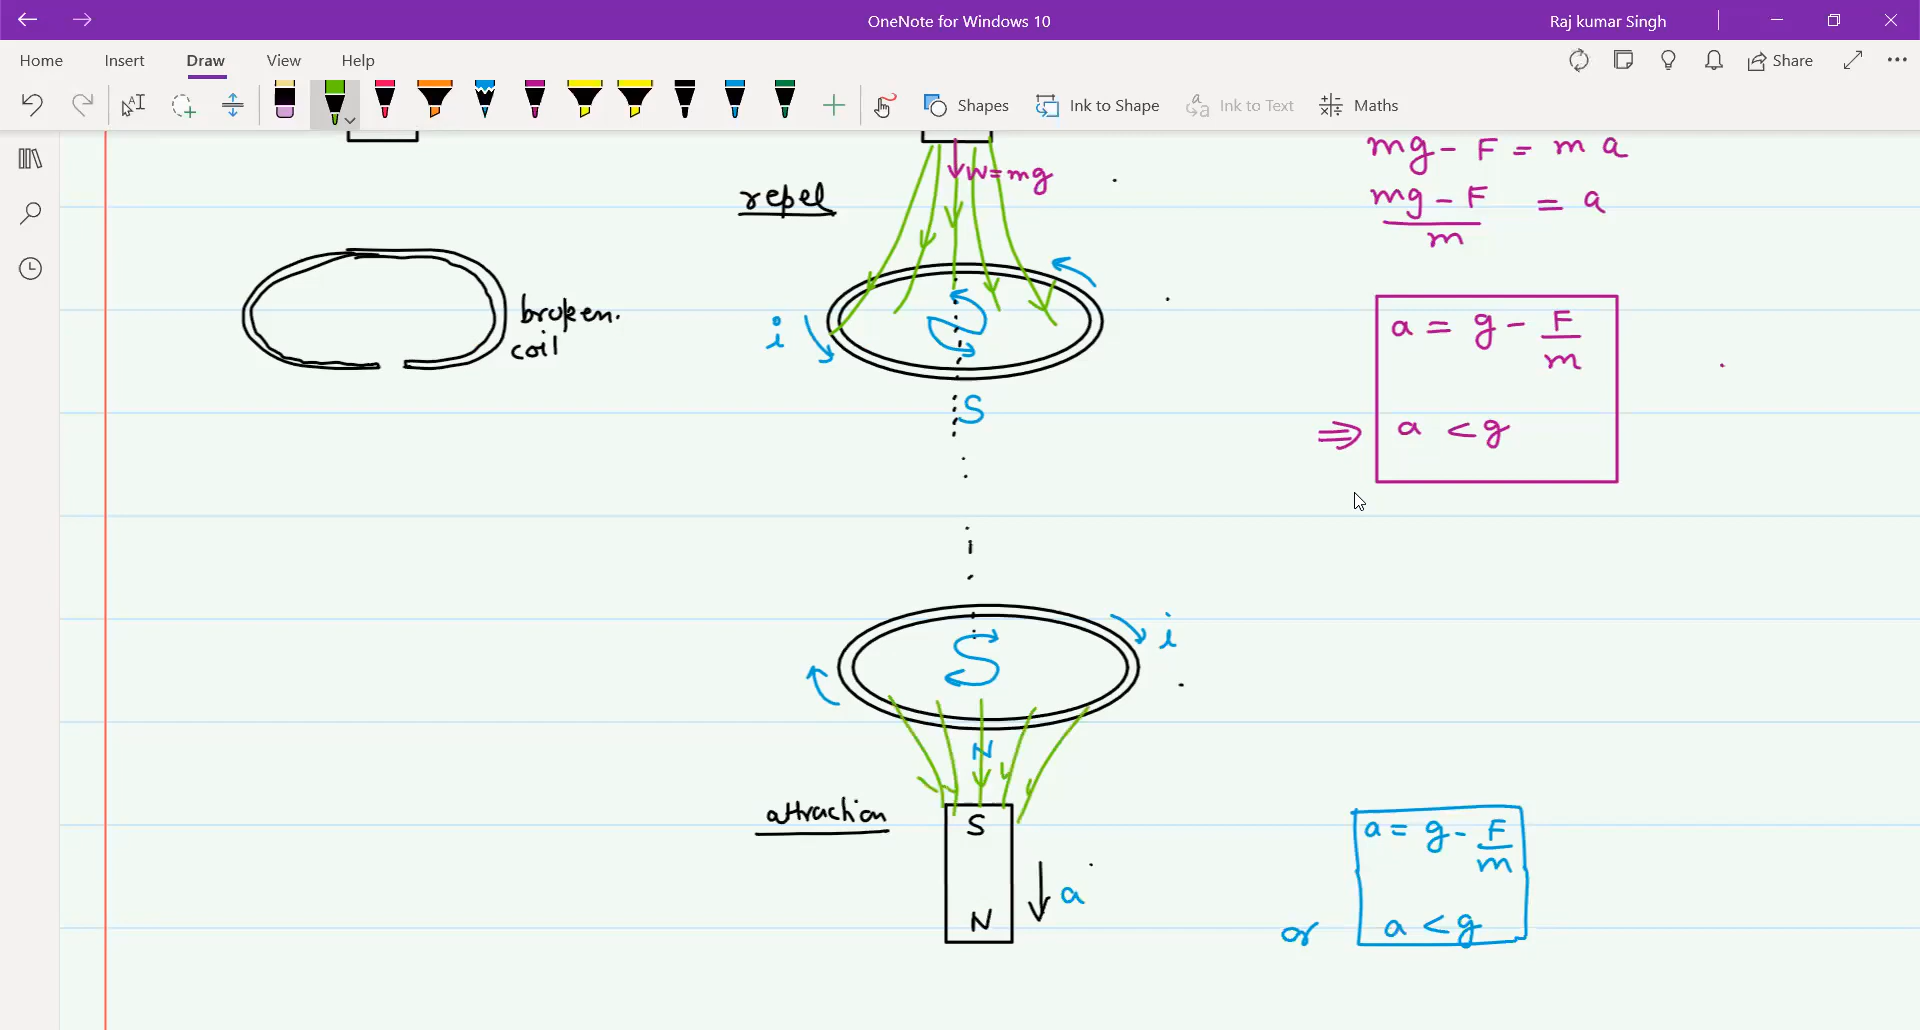 OneNote for Windows 10
Raj kumar Singh
Home Insert Draw View Help
Share
Shapes
Ink to Shape
Ink to Text
Maths
mg - F = m a
W = mg
repel
mg - F / m = a
broken.
coil
i
a = g - F/m
S
⇒ a < g
S
i
N
attraction
S
a = g - F/m
a
N
or a < g